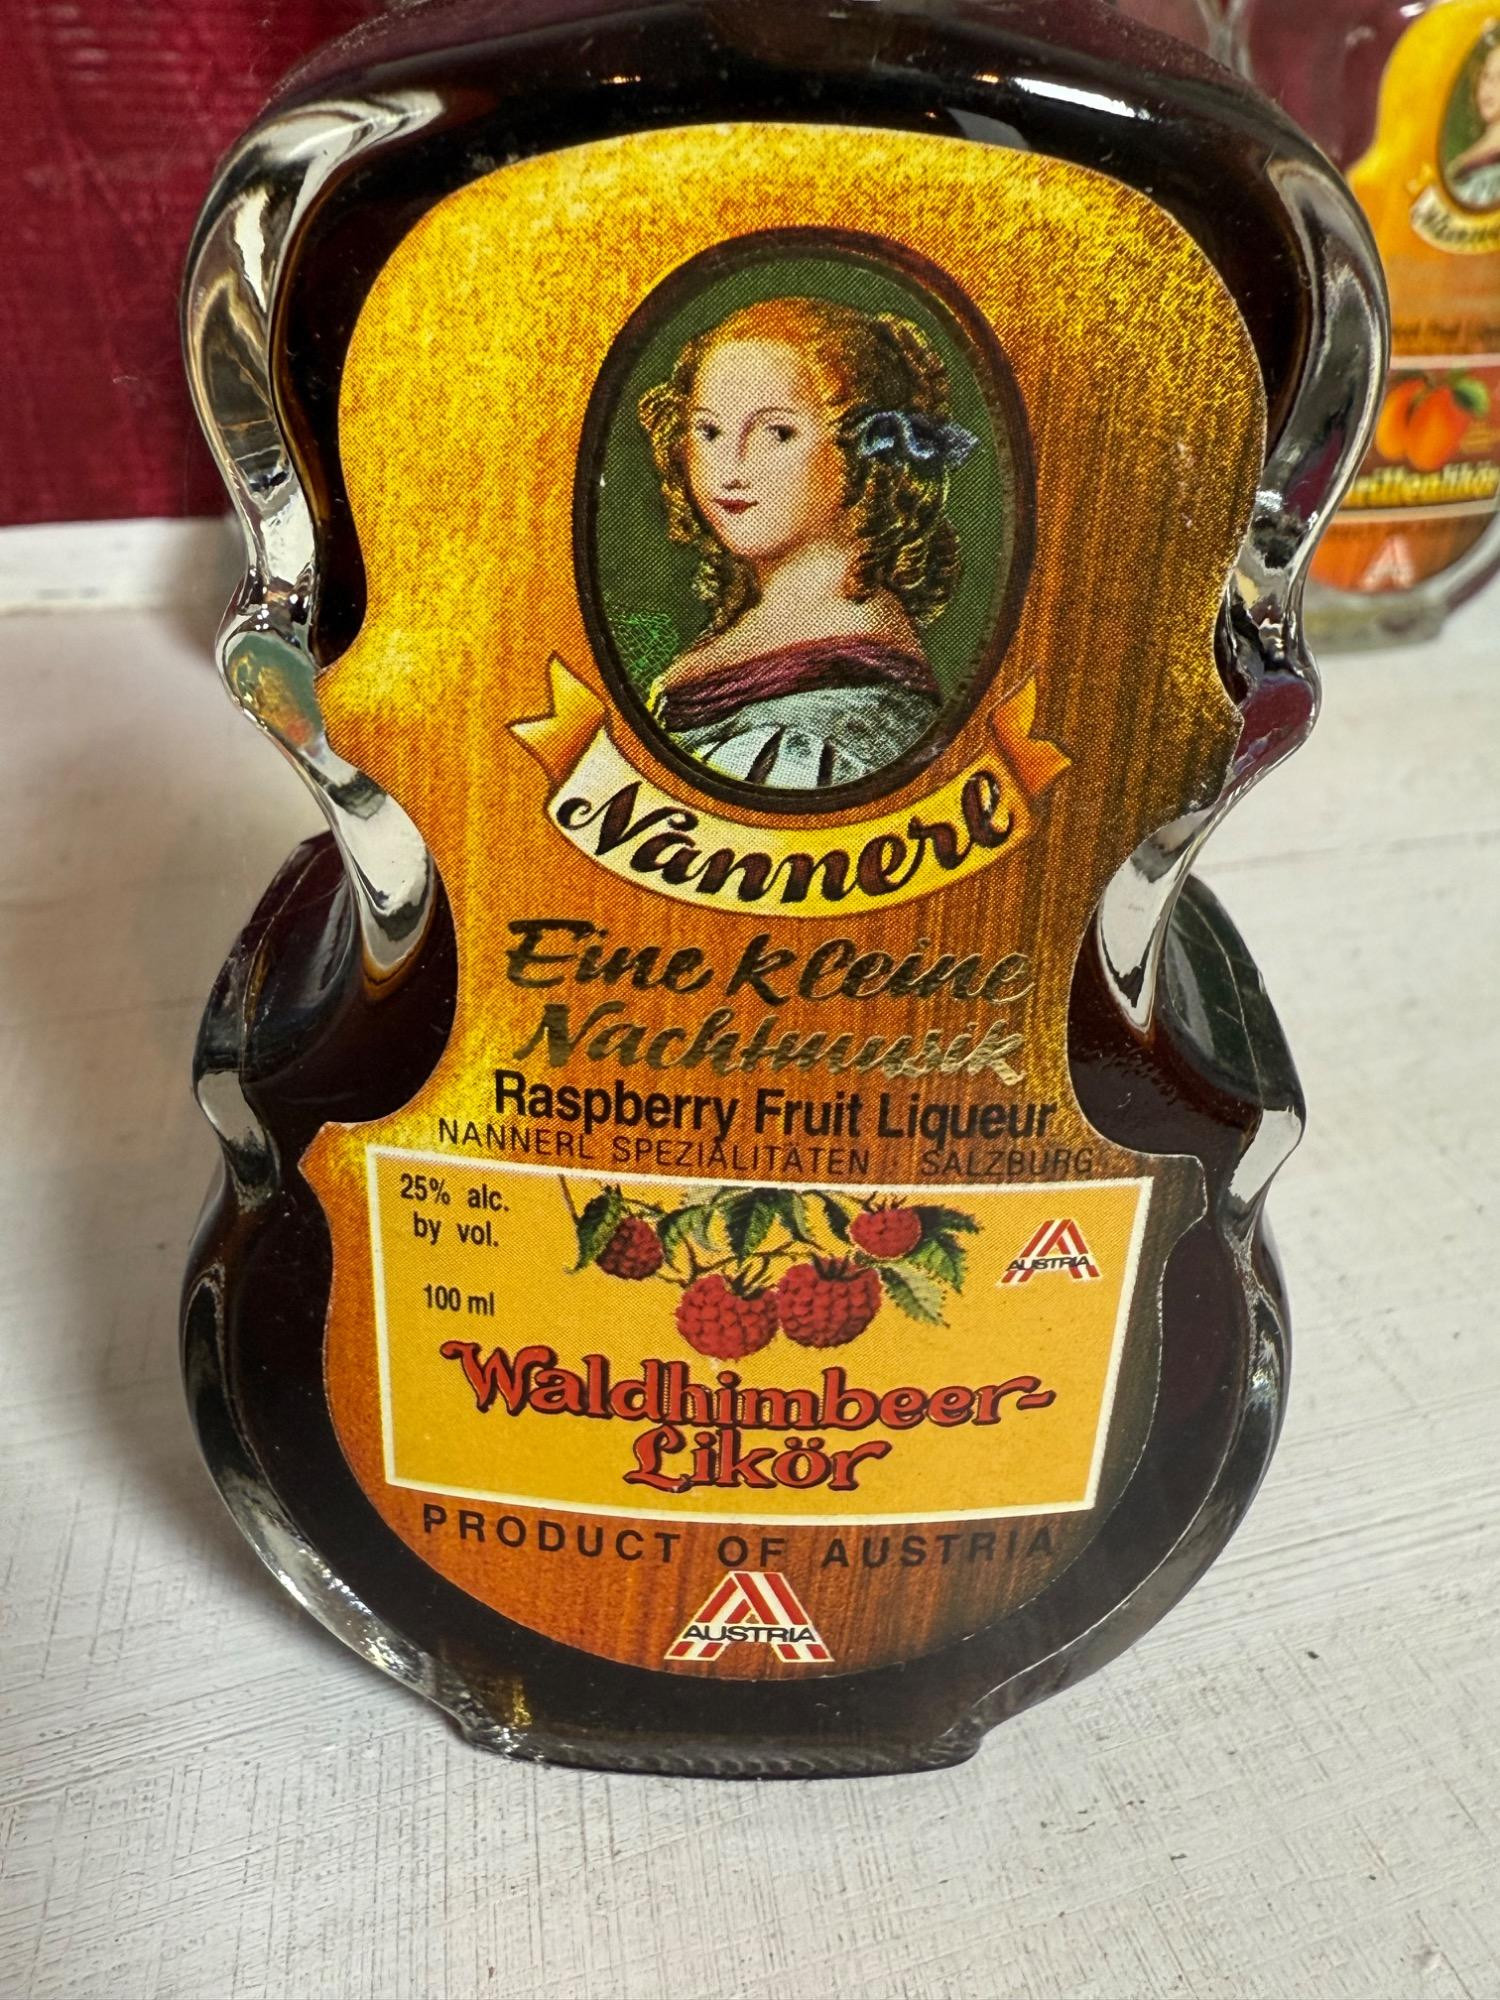 Nannerl
Eine kleine
Nachtmusik
Raspberry Fruit Liqueur
NANNERL SPEZIALITÄTEN · SALZBURG
25% alc.
by vol.
100 ml
AUSTRIA
Waldhimbeer-
Likör
PRODUCT OF AUSTRIA
AUSTRIA